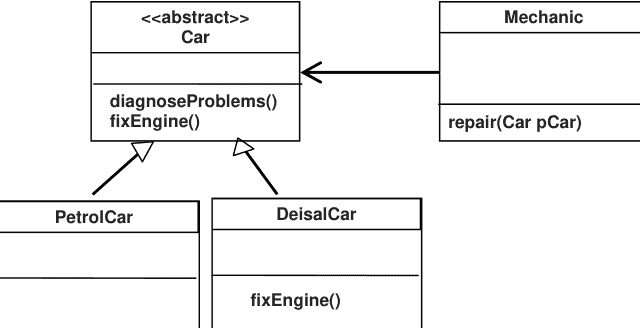 <<abstract>>
Car
diagnoseProblems()
fixEngine()
Mechanic
repair(Car pCar)
PetrolCar
DeisalCar
fixEngine()